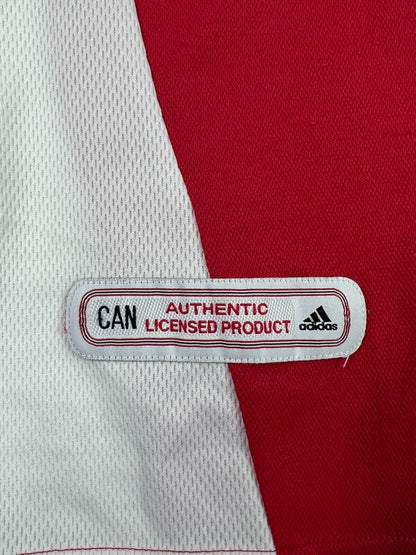 CAN
AUTHENTIC
LICENSED PRODUCT
adidas